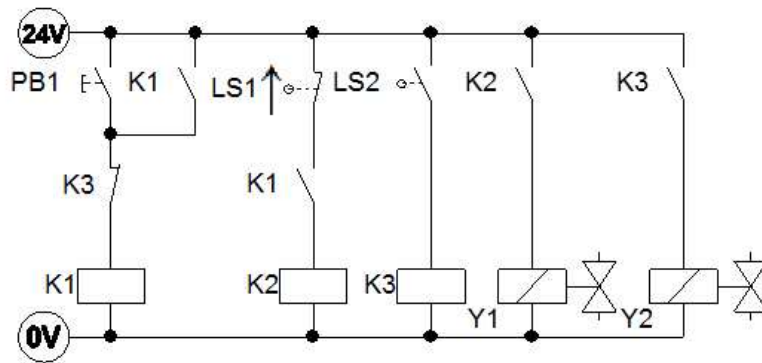 24V
PB1 K1 LS1 LS2 K2 K3
K3 K1
K1 K2 K3 Y1 Y2
0V